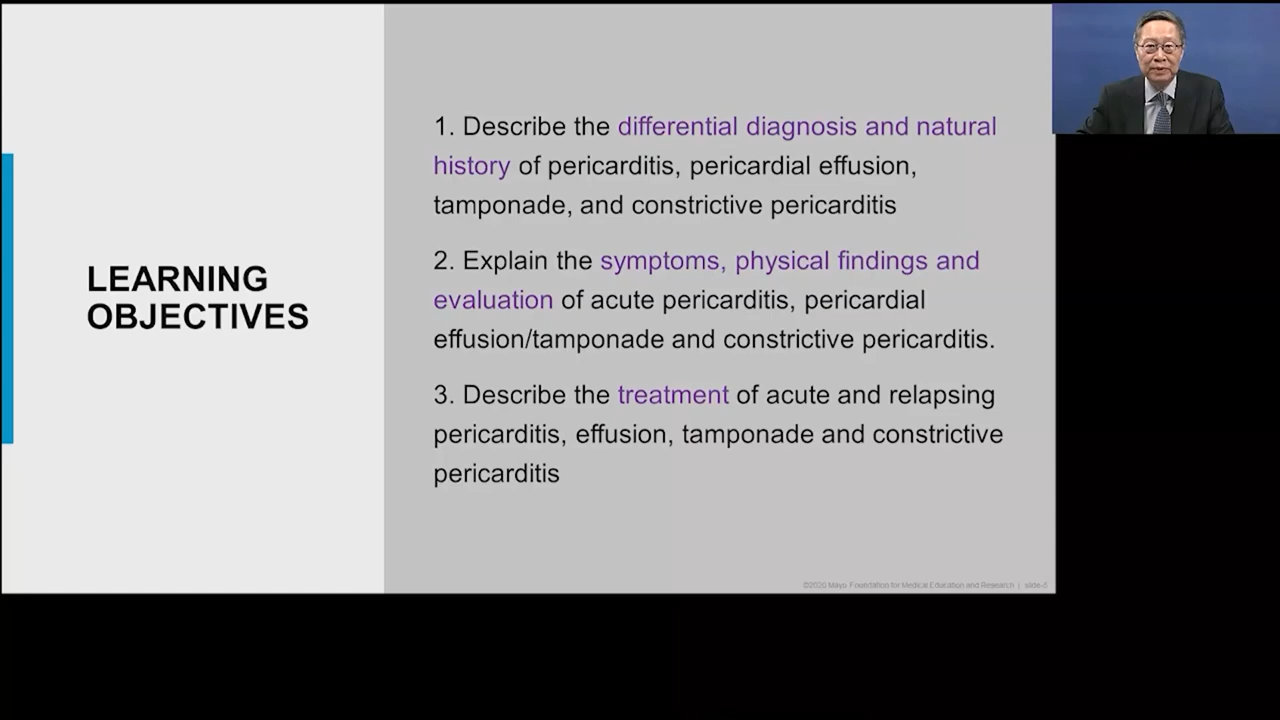 LEARNING
OBJECTIVES
1. Describe the differential diagnosis and natural
history of pericarditis, pericardial effusion,
tamponade, and constrictive pericarditis
2. Explain the symptoms, physical findings and
evaluation of acute pericarditis, pericardial
effusion/tamponade and constrictive pericarditis.
3. Describe the treatment of acute and relapsing
pericarditis, effusion, tamponade and constrictive
pericarditis
©2020 Mayo Foundation for Medical Education and Research | slide-5